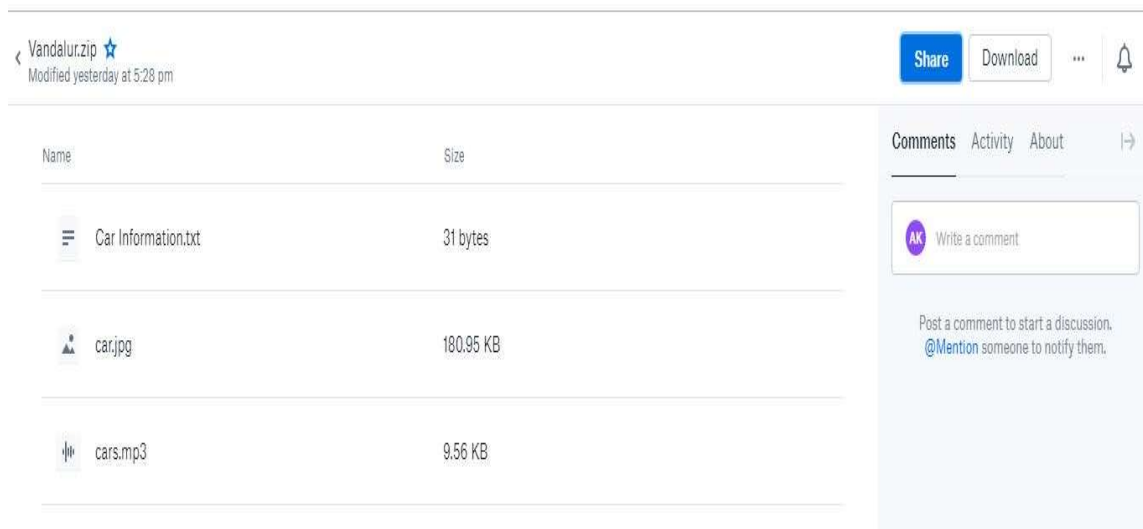 Vandalur.zip
Modified yesterday at 5:28 pm
Share
Download
...
Name Size
Car Information.txt 31 bytes
car.jpg 180.95 KB
cars.mp3 9.56 KB
Comments Activity About
AK Write a comment
Post a comment to start a discussion.
@Mention someone to notify them.